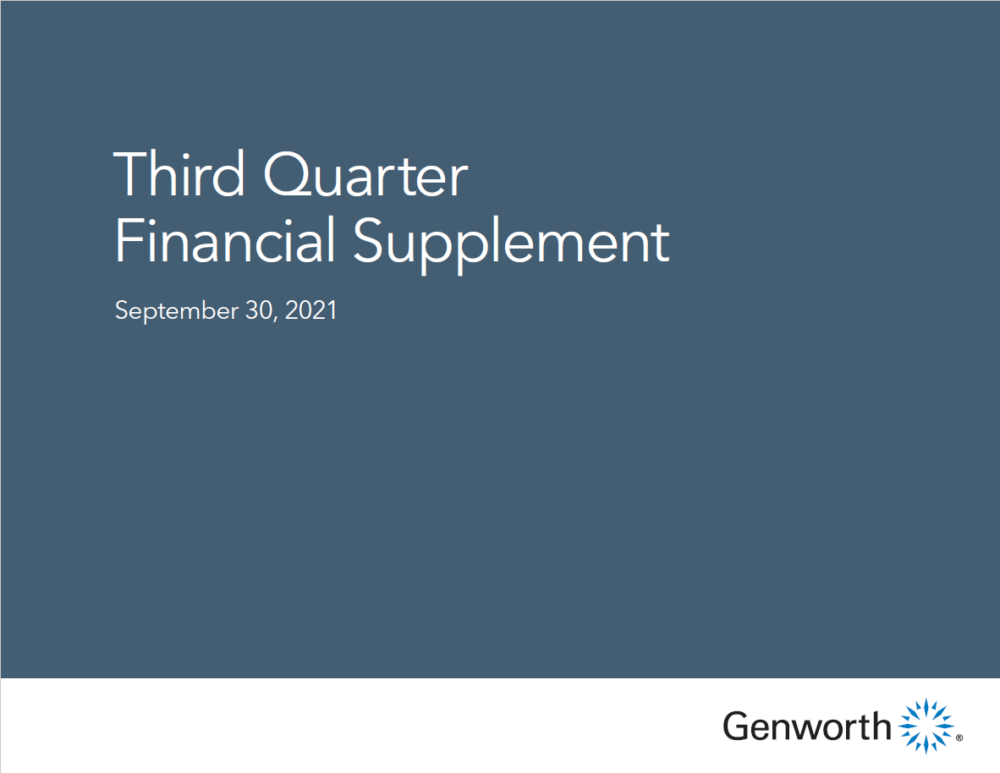 Third Quarter
Financial Supplement
September 30, 2021
Genworth ®